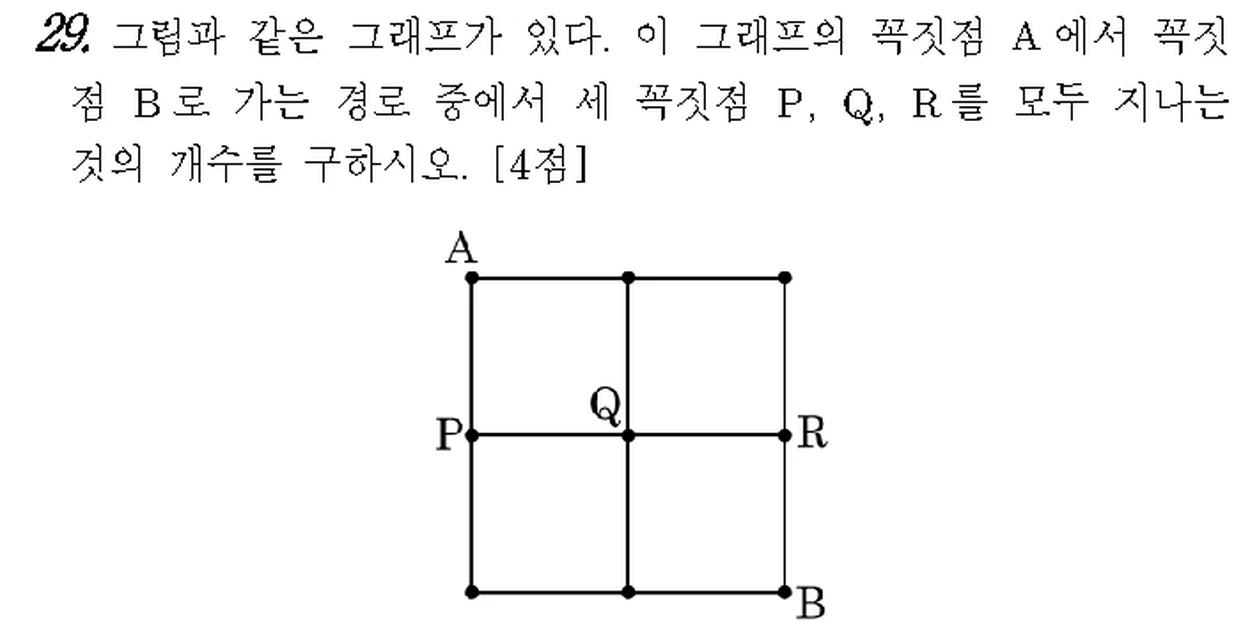 29. 그림과 같은 그래프가 있다. 이 그래프의 꼭짓점 A에서 꼭짓
점 B로 가는 경로 중에서 세 꼭짓점 P, Q, R를 모두 지나는
것의 개수를 구하시오. [4점]
A
Q
P
R
B